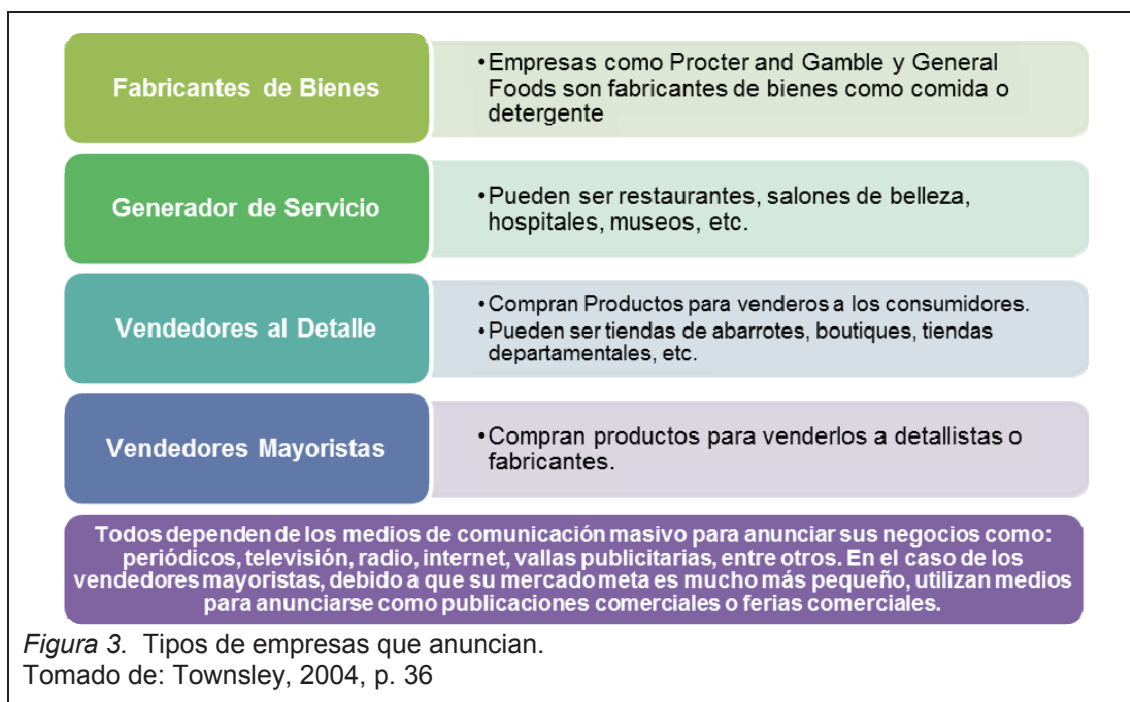 Fabricantes de Bienes
•Empresas como Procter and Gamble y General
Foods son fabricantes de bienes como comida o
detergente
Generador de Servicio
•Pueden ser restaurantes, salones de belleza,
hospitales, museos, etc.
Vendedores al Detalle
•Compran Productos para venderos a los consumidores.
•Pueden ser tiendas de abarrotes, boutiques, tiendas
departamentales, etc.
Vendedores Mayoristas
•Compran productos para venderlos a detallistas o
fabricantes.
Todos dependen de los medios de comunicación masivo para anunciar sus negocios como:
periódicos, televisión, radio, internet, vallas publicitarias, entre otros. En el caso de los
vendedores mayoristas, debido a que su mercado meta es mucho más pequeño, utilizan medios
para anunciarse como publicaciones comerciales o ferias comerciales.
Figura 3. Tipos de empresas que anuncian.
Tomado de: Townsley, 2004, p. 36